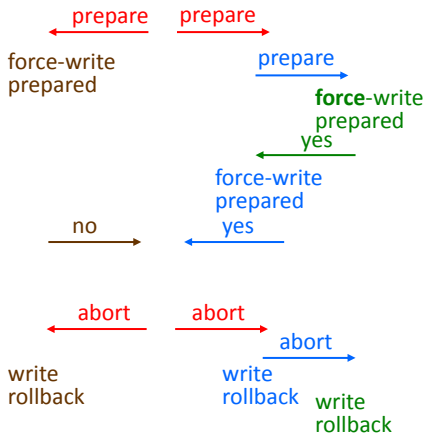 prepare prepare
force-write
prepared
prepare
force-write
prepared
yes
force-write
prepared
no
yes
abort abort
abort
write
rollback
write
rollback
write
rollback